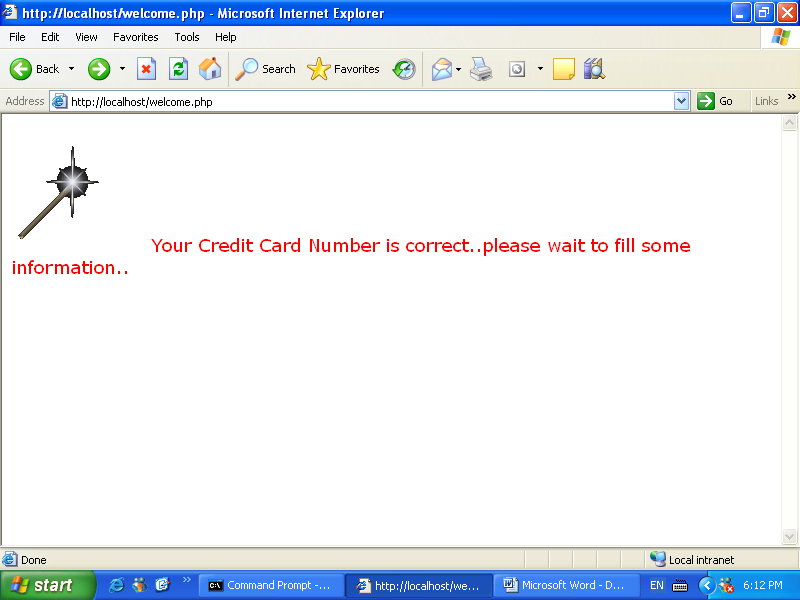 http://localhost/welcome.php - Microsoft Internet Explorer
File Edit View Favorites Tools Help
Back Search Favorites
Address http://localhost/welcome.php Go Links »
Your Credit Card Number is correct..please wait to fill some
information..
Done Local intranet
start » Command Prompt -... http://localhost/we... Microsoft Word - D... EN 6:12 PM